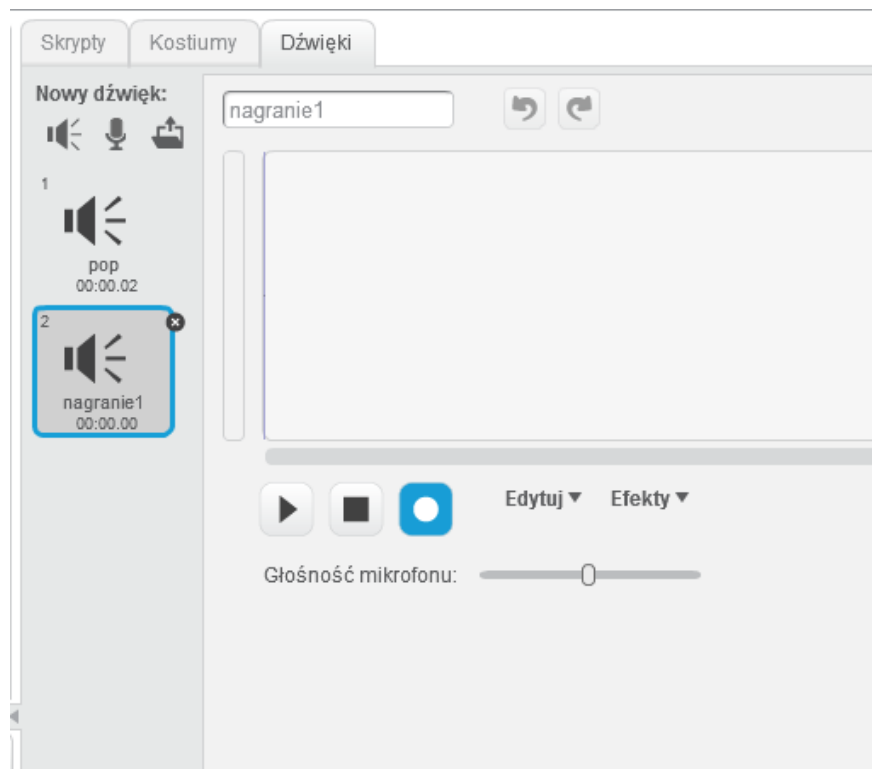 Skrypty Kostiumy Dźwięki
Nowy dźwięk:
nagranie1
1
pop
00:00.02
2
nagranie1
00:00.00
Edytuj Efekty
Głośność mikrofonu: